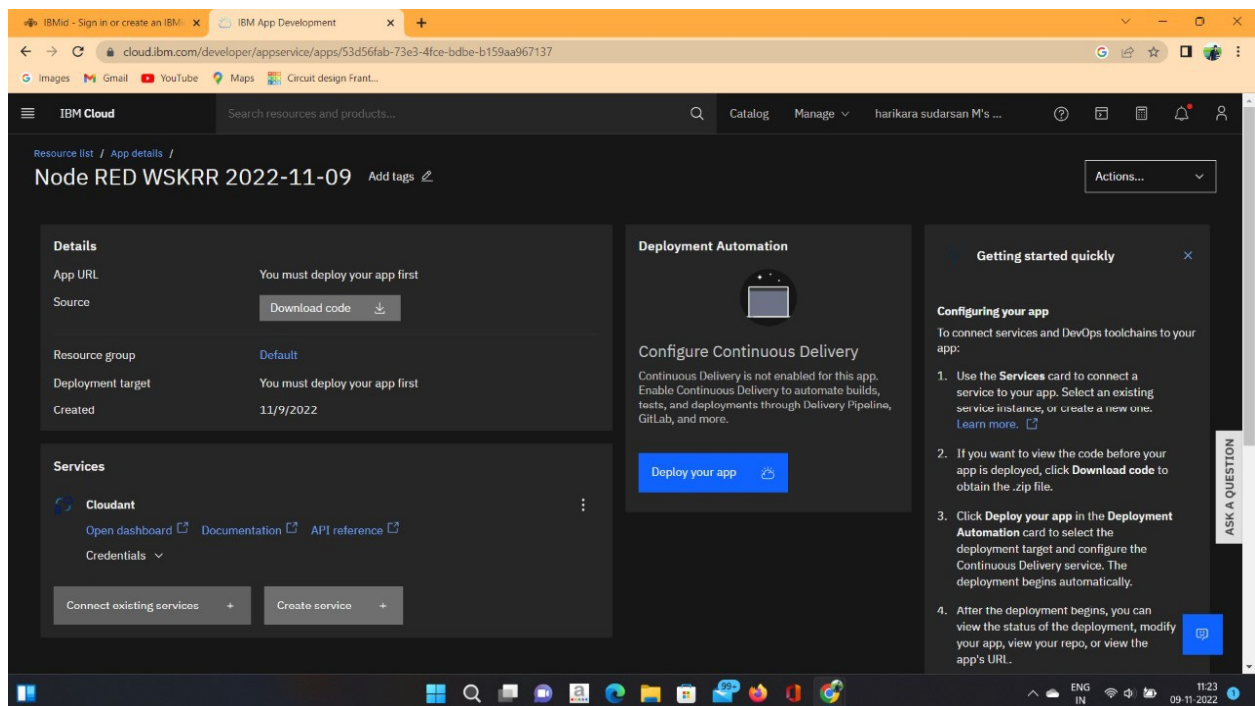 IBMid - Sign in or create an IBMi
IBM App Development
cloud.ibm.com/developer/appservice/apps/53d56fab-73e3-4fce-bdbe-b159aa967137
Images
Gmail
YouTube
Maps
Circuit design Frant...
IBM Cloud
Search resources and products...
Catalog
Manage
harikara sudarsan M's ...
Resource list / App details /
Node RED WSKRR 2022-11-09
Add tags
Actions...
Details
App URL
You must deploy your app first
Source
Download code
Resource group
Default
Deployment target
You must deploy your app first
Created
11/9/2022
Services
Cloudant
Open dashboard
Documentation
API reference
Credentials
Connect existing services +
Create service +
Deployment Automation
Configure Continuous Delivery
Continuous Delivery is not enabled for this app.
Enable Continuous Delivery to automate builds,
tests, and deployments through Delivery Pipeline,
GitLab, and more.
Deploy your app
Getting started quickly
Configuring your app
To connect services and DevOps toolchains to your
app:
1. Use the Services card to connect a
service to your app. Select an existing
service instance, or create a new one.
Learn more.
2. If you want to view the code before your
app is deployed, click Download code to
obtain the .zip file.
3. Click Deploy your app in the Deployment
Automation card to select the
deployment target and configure the
Continuous Delivery service. The
deployment begins automatically.
4. After the deployment begins, you can
view the status of the deployment, modify
your app, view your repo, or view the
app's URL.
ASK A QUESTION
99+
ENG
IN
11:23
09-11-2022
1